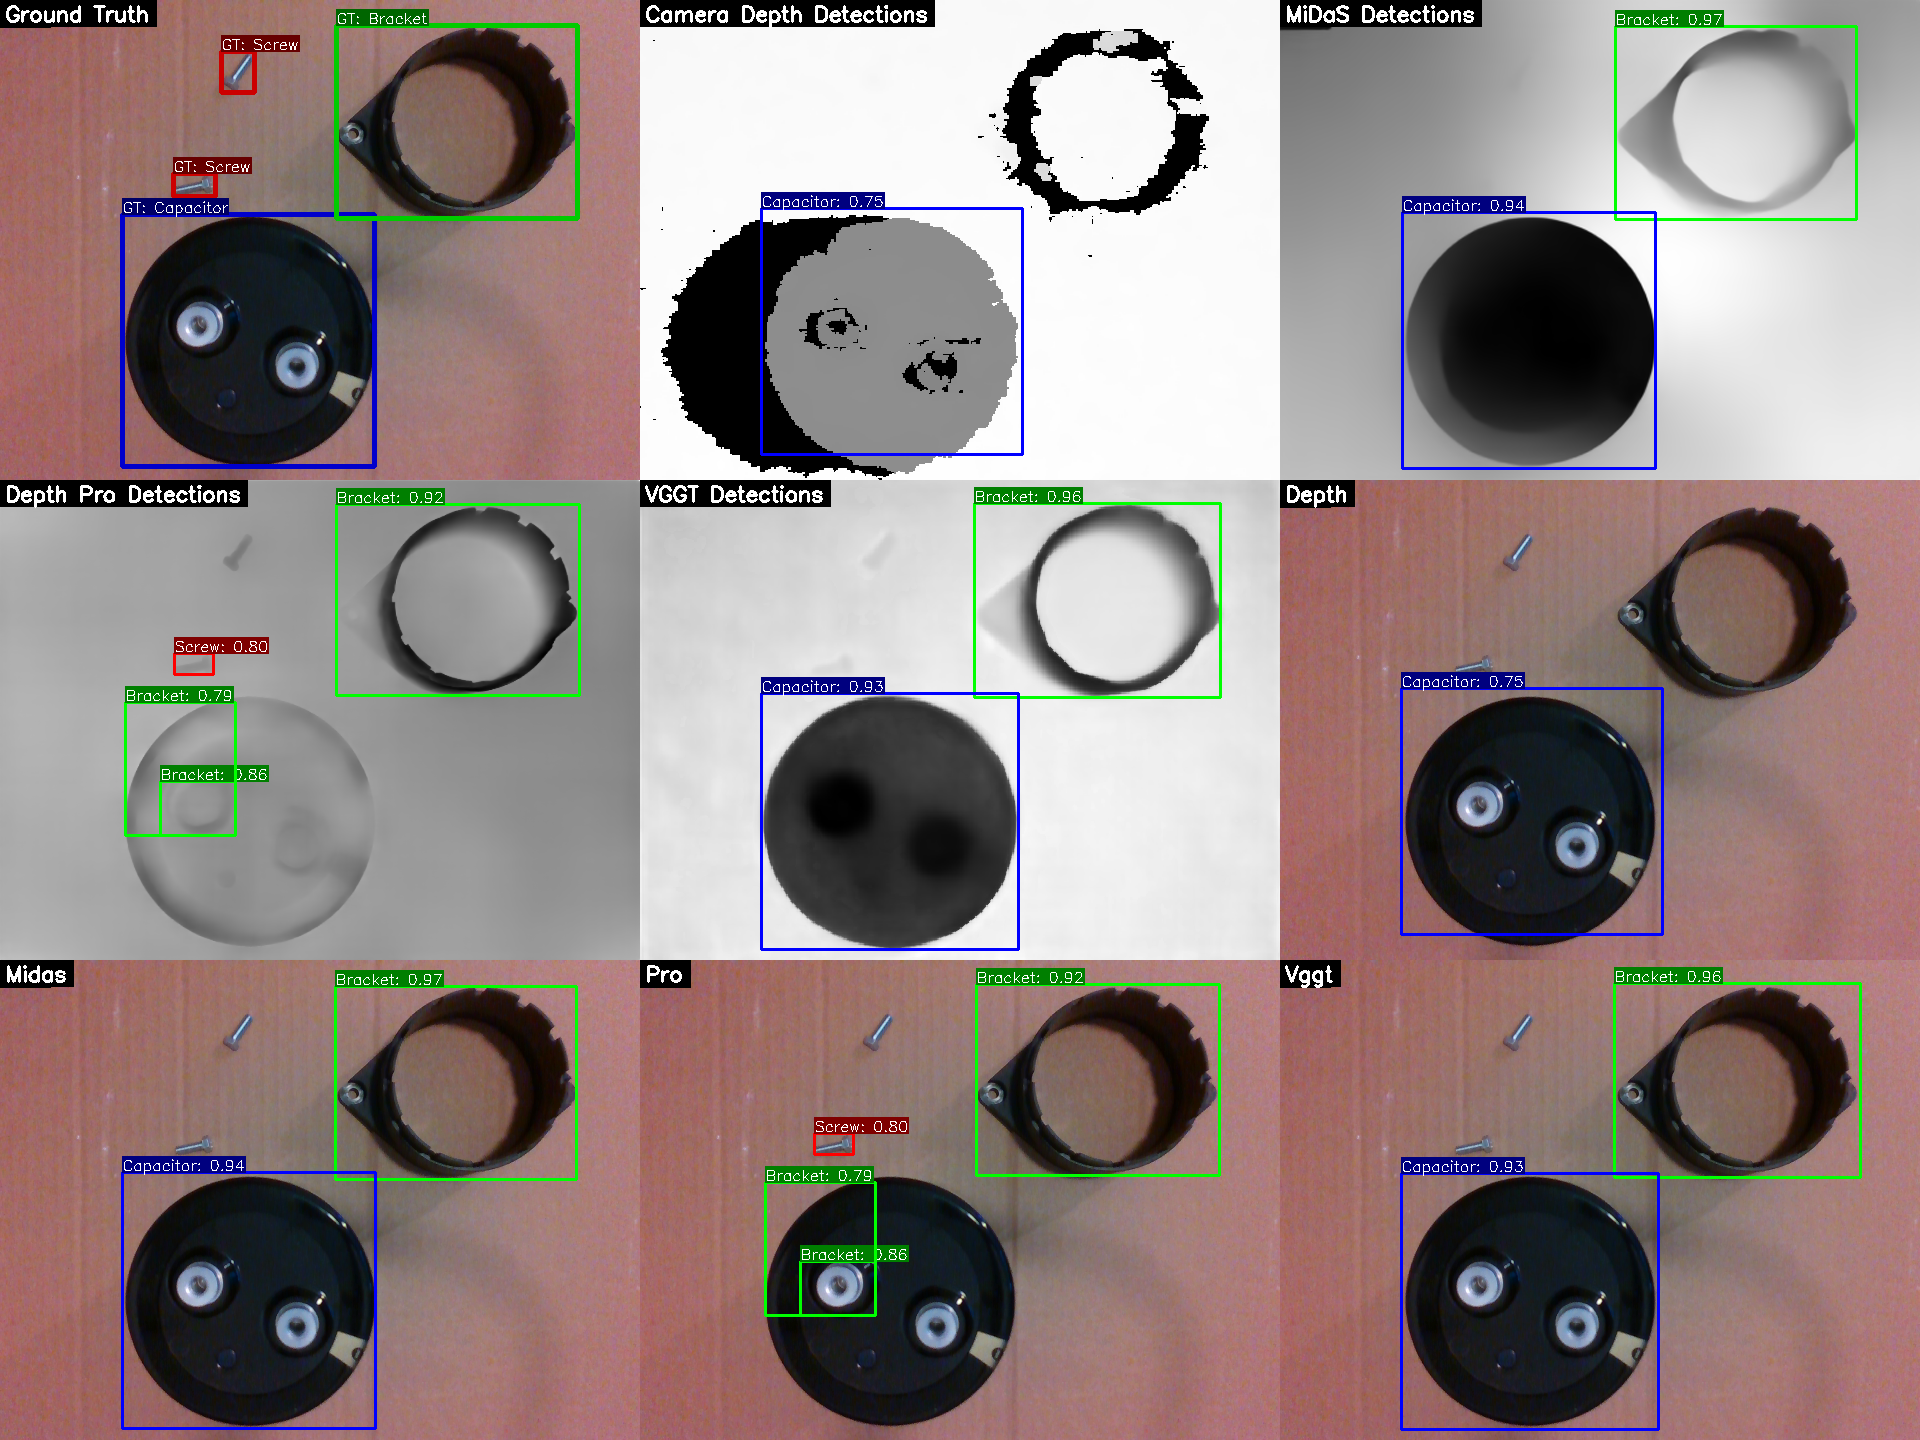 Ground Truth
GT: Bracket
GT: Screw
GT: Screw
GT: Capacitor
Camera Depth Detections
Capacitor: 0.75
MiDaS Detections
Bracket: 0.97
Capacitor: 0.94
Depth Pro Detections
Bracket: 0.92
Screw: 0.80
Bracket: 0.79
Bracket: 0.86
VGGT Detections
Bracket: 0.96
Capacitor: 0.93
Depth
Capacitor: 0.75
Midas
Bracket: 0.97
Capacitor: 0.94
Pro
Bracket: 0.92
Screw: 0.80
Bracket: 0.79
Bracket: 0.86
Vggt
Bracket: 0.96
Capacitor: 0.93